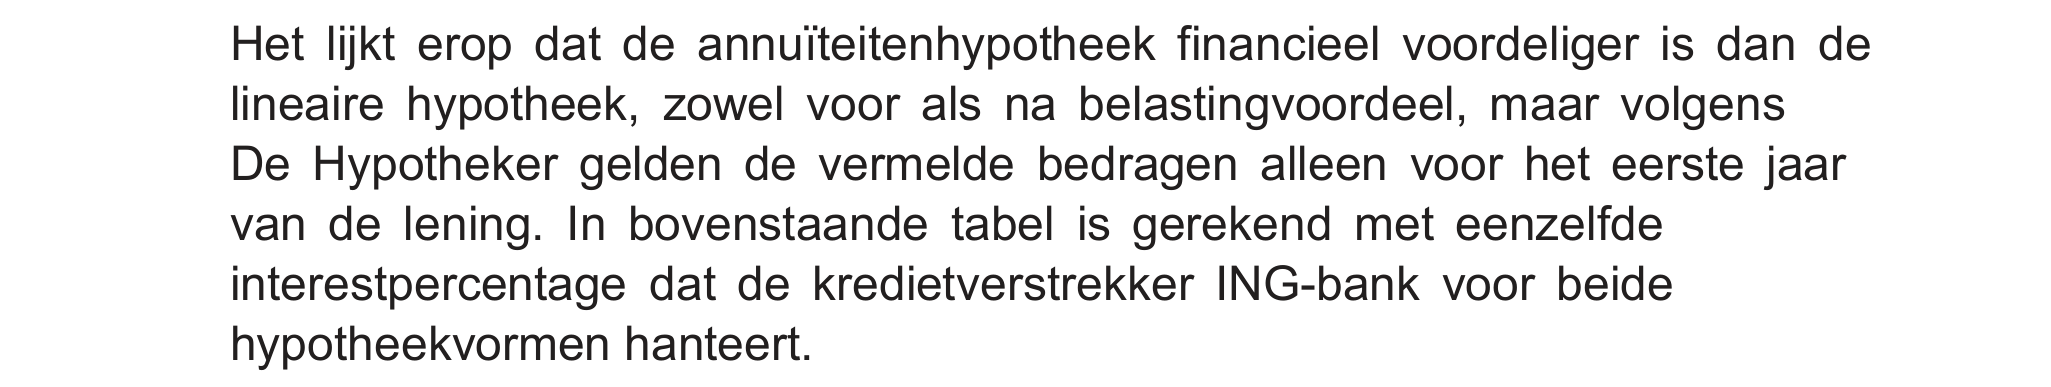 Het lijkt erop dat de annuïteitenhypotheek financieel voordeliger is dan de
lineaire hypotheek, zowel voor als na belastingvoordeel, maar volgens
De Hypotheker gelden de vermelde bedragen alleen voor het eerste jaar
van de lening. In bovenstaande tabel is gerekend met eenzelfde
interestpercentage dat de kredietverstrekker ING-bank voor beide
hypotheekvormen hanteert.